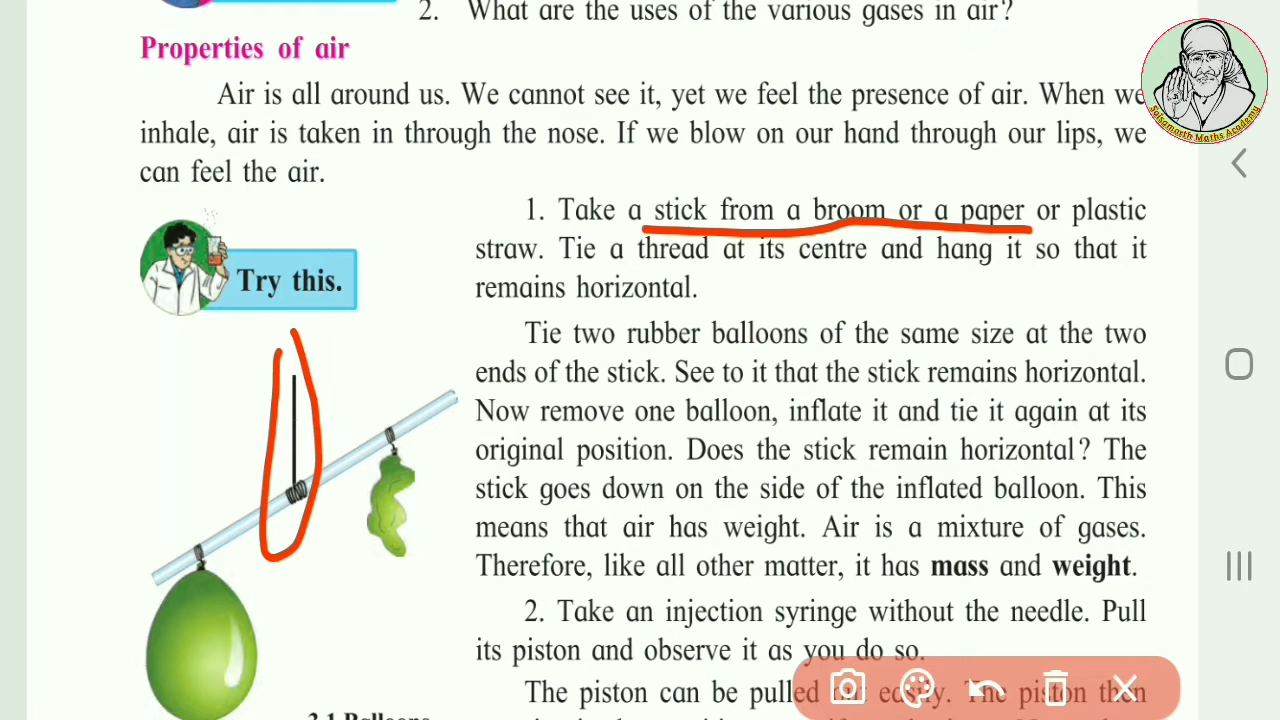 2. What are the uses of the various gases in air?
Properties of air
Air is all around us. We cannot see it, yet we feel the presence of air. When we
inhale, air is taken in through the nose. If we blow on our hand through our lips, we
can feel the air.
Try this.
1. Take a stick from a broom or a paper or plastic
straw. Tie a thread at its centre and hang it so that it
remains horizontal.
Tie two rubber balloons of the same size at the two
ends of the stick. See to it that the stick remains horizontal.
Now remove one balloon, inflate it and tie it again at its
original position. Does the stick remain horizontal? The
stick goes down on the side of the inflated balloon. This
means that air has weight. Air is a mixture of gases.
Therefore, like all other matter, it has mass and weight.
2. Take an injection syringe without the needle. Pull
its piston and observe it as you do so.
The piston can be pulled out easily. The piston then
3.1 Balloons
Saisamarth Maths Academy